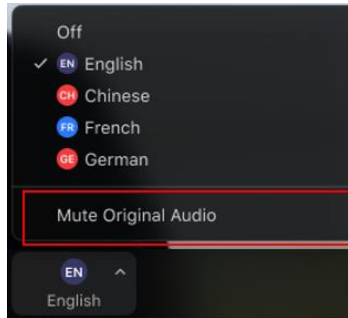 Off
EN English
CH Chinese
FR French
GE German
Mute Original Audio
EN
English